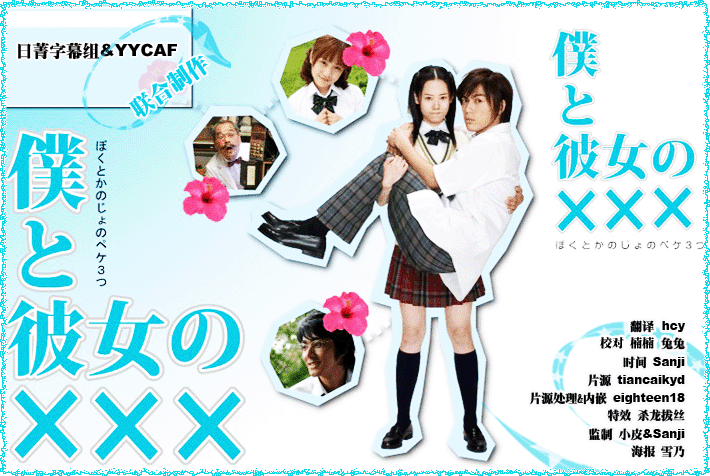 日菁字幕组&YYCAF
联合制作
僕と彼女の×××
ぼくとかのじょのペケ3つ
僕と彼女の×××
ぼくとかのじょのペケ3つ
翻译 hcy
校对 楠楠 兔兔
时间 Sanji
片源 tiancaikyd
片源处理&内嵌 eighteen18
特效 杀龙拔丝
监制 小皮&Sanji
海报 雪乃